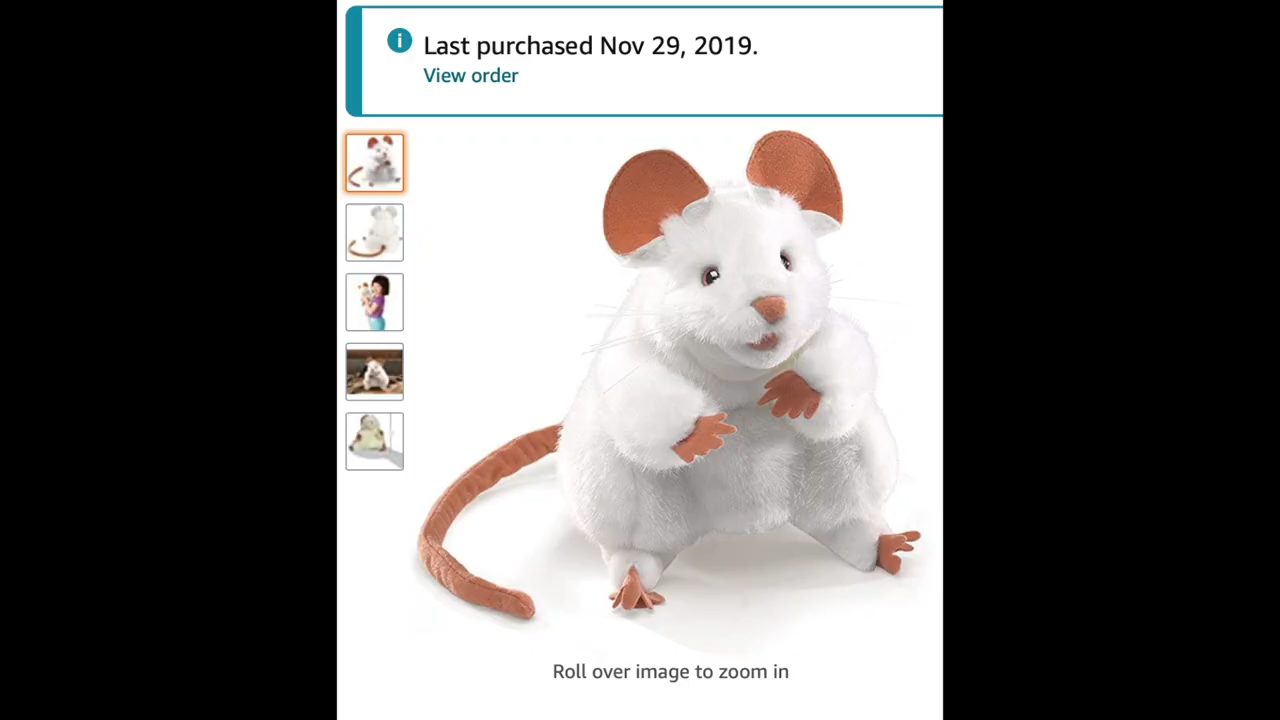 i
Last purchased Nov 29, 2019.
View order
Roll over image to zoom in